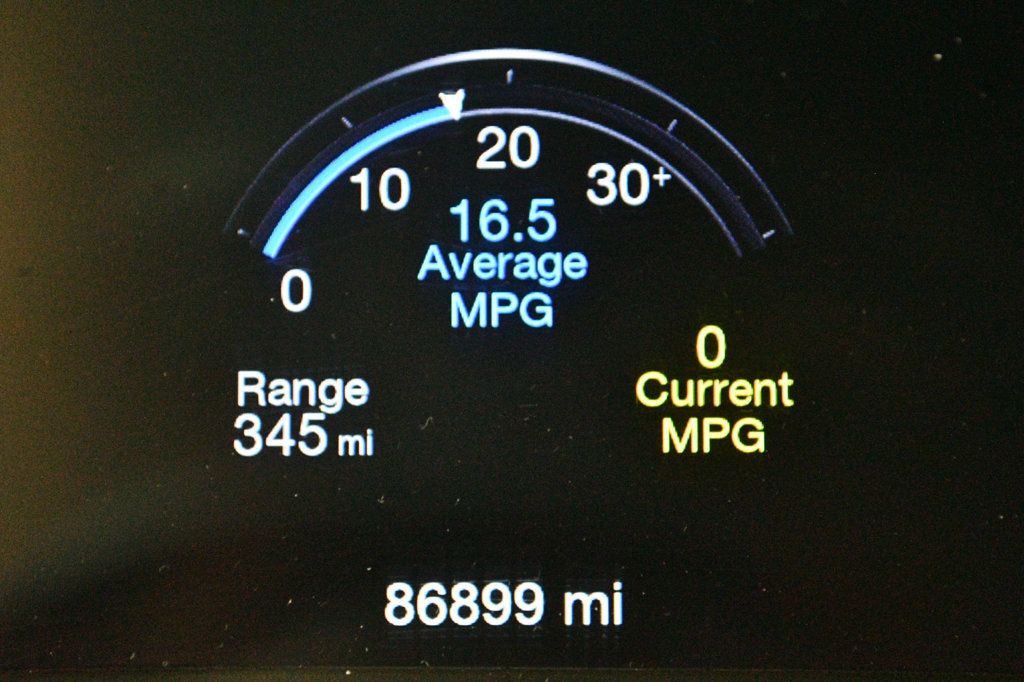 20
10
30+
16.5
Average
MPG
0
0
Current
MPG
Range
345 mi
86899 mi